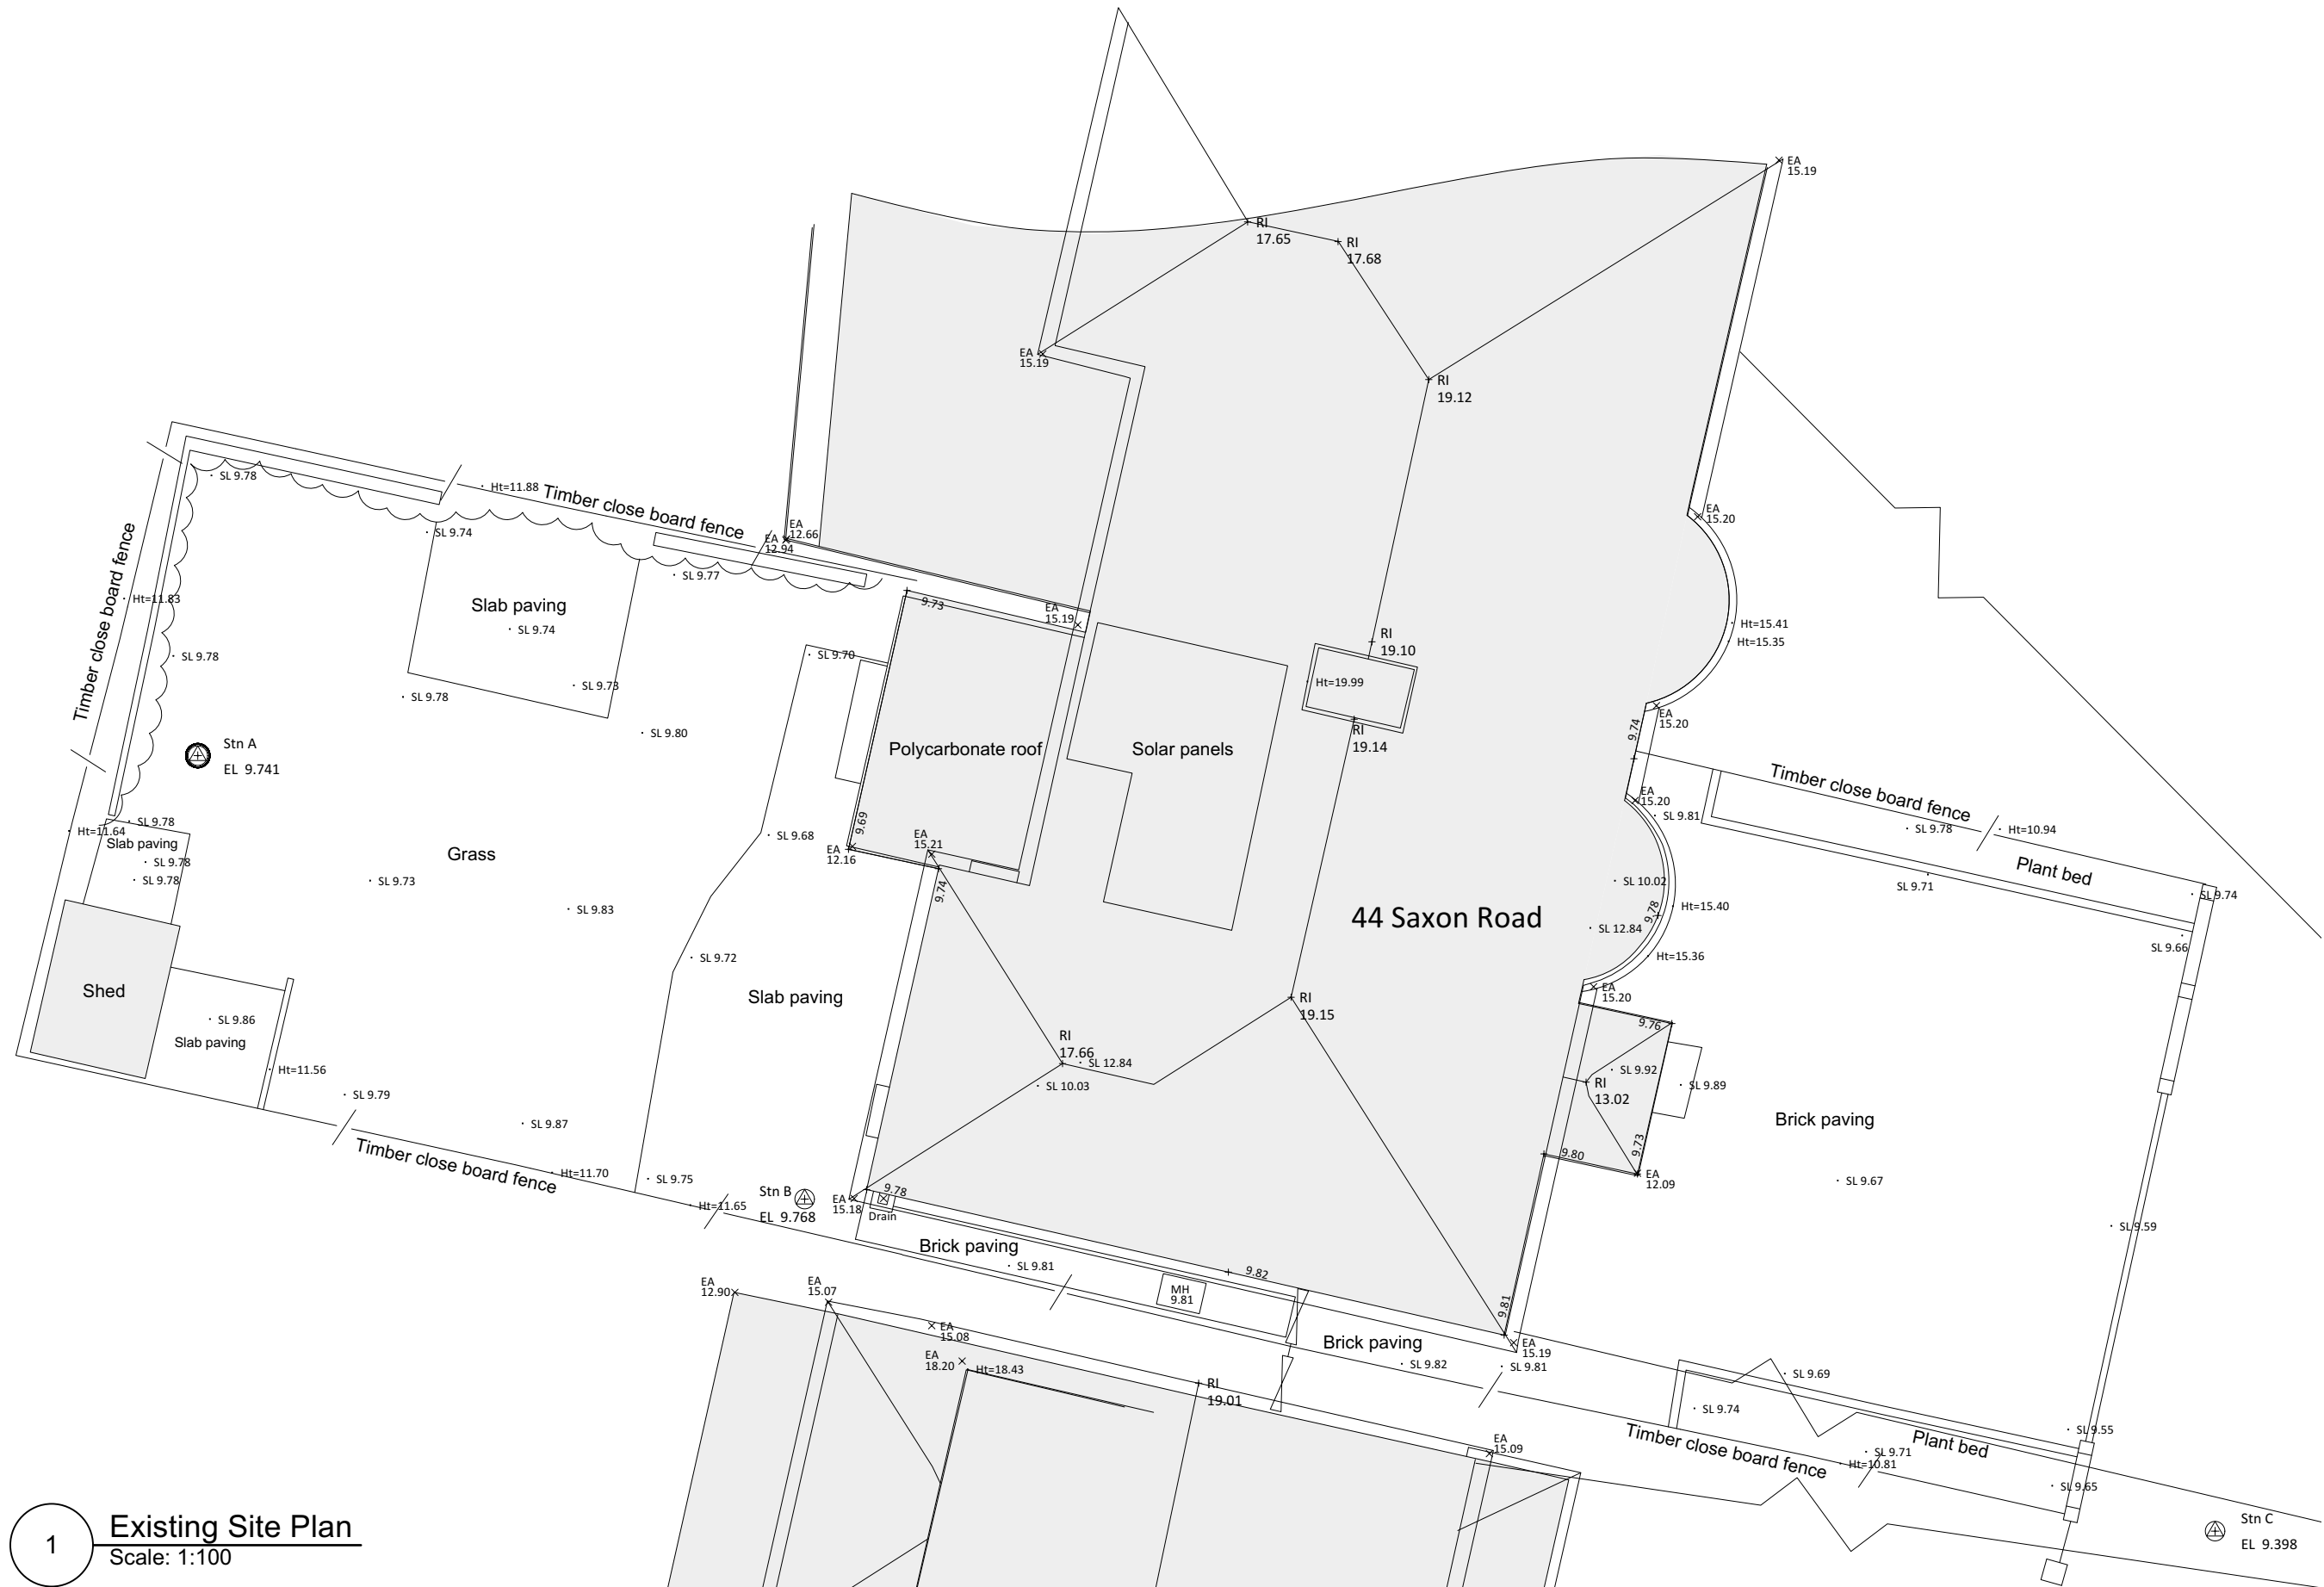 EA
15.19
RI
17.65
RI
17.68
EA
15.19
RI
19.12
SL 9.78
Ht=11.88
Timber close board fence
EA
12.66
EA
12.94
EA
15.20
SL 9.74
SL 9.77
Timber close board fence
Ht=11.83
Slab paving
SL 9.74
9.73
EA
15.19
Ht=15.41
Ht=15.35
RI
19.10
SL 9.78
SL 9.70
SL 9.73
SL 9.78
Ht=19.99
SL 9.80
EA
15.20
9.74
RI
19.14
Stn A
EL 9.741
Polycarbonate roof
Solar panels
Timber close board fence
EA
15.20
SL 9.81
SL 9.78
Ht=10.94
SL 9.78
Ht=11.64
Slab paving
SL 9.78
SL 9.78
SL 9.68
9.69
EA
12.16
EA
15.21
9.74
Grass
SL 9.73
SL 9.83
Plant bed
SL 9.71
SL 9.74
SL 10.02
9.78
Ht=15.40
44 Saxon Road
SL 12.84
SL 9.66
SL 9.72
Ht=15.36
Shed
Slab paving
EA
15.20
RI
19.15
SL 9.86
Slab paving
9.76
RI
17.66
SL 12.84
SL 10.03
Ht=11.56
SL 9.92
RI
13.02
SL 9.89
SL 9.79
Brick paving
SL 9.87
Timber close board fence
Ht=11.70
SL 9.75
9.80
9.73
EA
12.09
SL 9.67
Stn B
EL 9.768
Ht=11.65
EA
15.18
9.78
Drain
SL 9.59
Brick paving
SL 9.81
9.82
MH
9.81
9.81
EA
12.90
EA
15.07
EA
15.08
Brick paving
EA
15.19
SL 9.82
SL 9.81
EA
18.20
Ht=18.43
RI
19.01
SL 9.69
SL 9.74
EA
15.09
Timber close board fence
SL 9.71
Ht=10.81
Plant bed
SL 9.55
SL 9.65
Stn C
EL 9.398
1
Existing Site Plan
Scale: 1:100